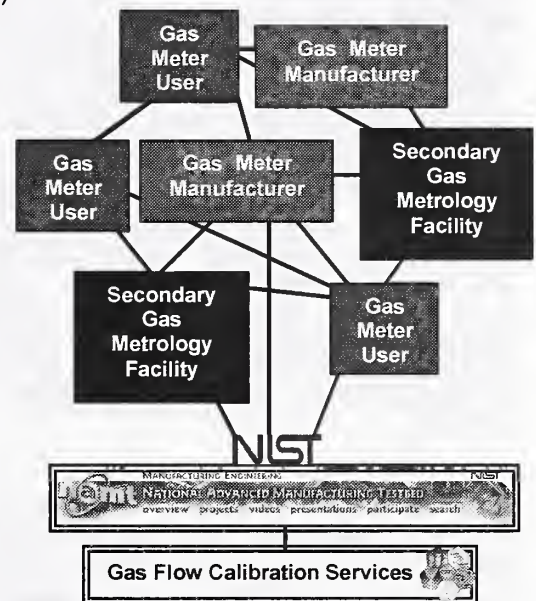 )
Gas
Meter
User
Gas Meter
Manufacturer
Gas
Meter
User
Gas Meter
Manufacturer
Secondary
Gas
Metrology
Facility
Secondary
Gas
Metrology
Facility
Gas
Meter
User
NIST
MANUFACTURING ENGINEERING
NIST
NATIONAL ADVANCED MANUFACTURING TESTBED
overview projects videos presentations participate search
Gas Flow Calibration Services